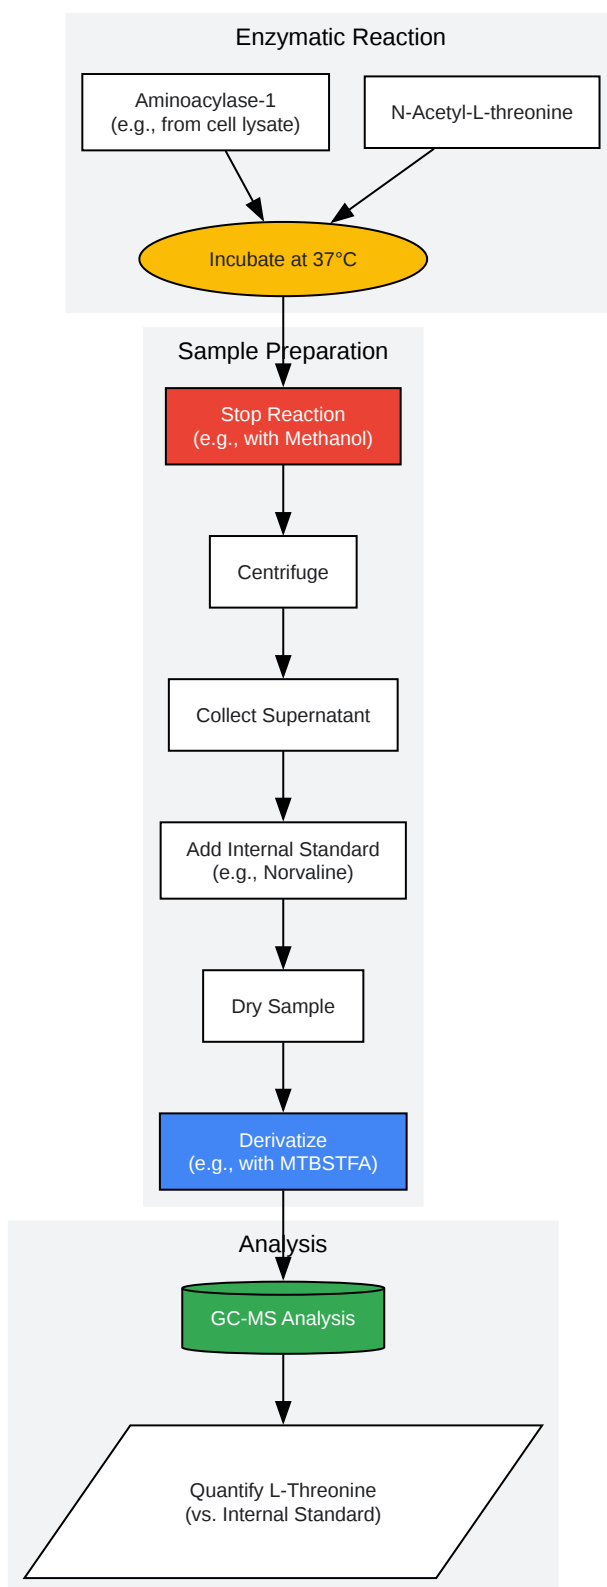 Enzymatic Reaction
Aminoacylase-1
(e.g., from cell lysate)
N-Acetyl-L-threonine
Incubate at 37°C
Sample Preparation
Stop Reaction
(e.g., with Methanol)
Centrifuge
Collect Supernatant
Add Internal Standard
(e.g., Norvaline)
Dry Sample
Derivatize
(e.g., with MTBSTFA)
Analysis
GC-MS Analysis
Quantify L-Threonine
(vs. Internal Standard)